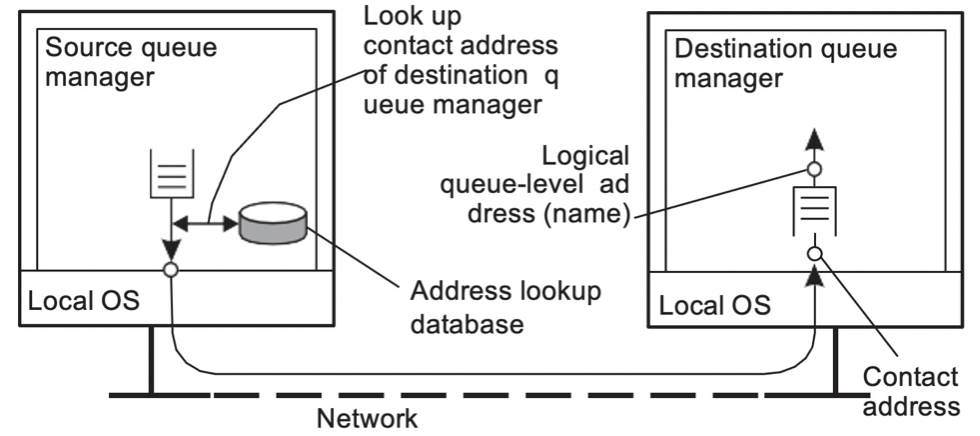 Source queue
manager
Look up
contact address
of destination q
ueue manager
Destination queue
manager
Logical
queue-level ad
dress (name)
Local OS
Address lookup
database
Local OS
Contact
address
Network